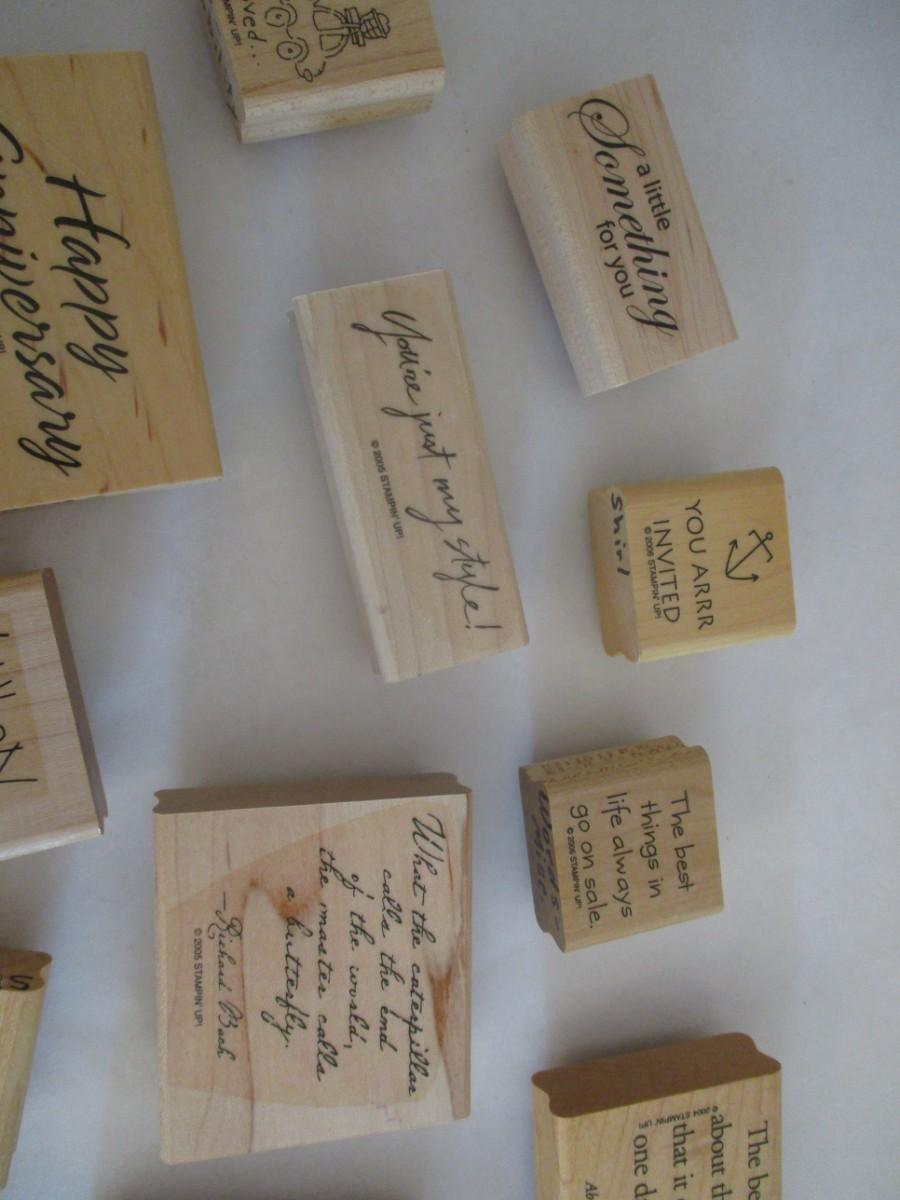 STAMPIN' UP!
a little
Something
for you
Happy
Anniversary
You're just my style!
© 2005 STAMPIN' UP!
YOU ARRR
INVITED
© 2006 STAMPIN' UP!
The best
things in
life always
go on sale.
© 2006 STAMPIN' UP!
What the caterpillar
calls the end
of the world,
the master calls
a butterfly.
—Richard Bach
© 2005 STAMPIN' UP!
The
about
that it
one
© 2004 STAMPIN' UP!